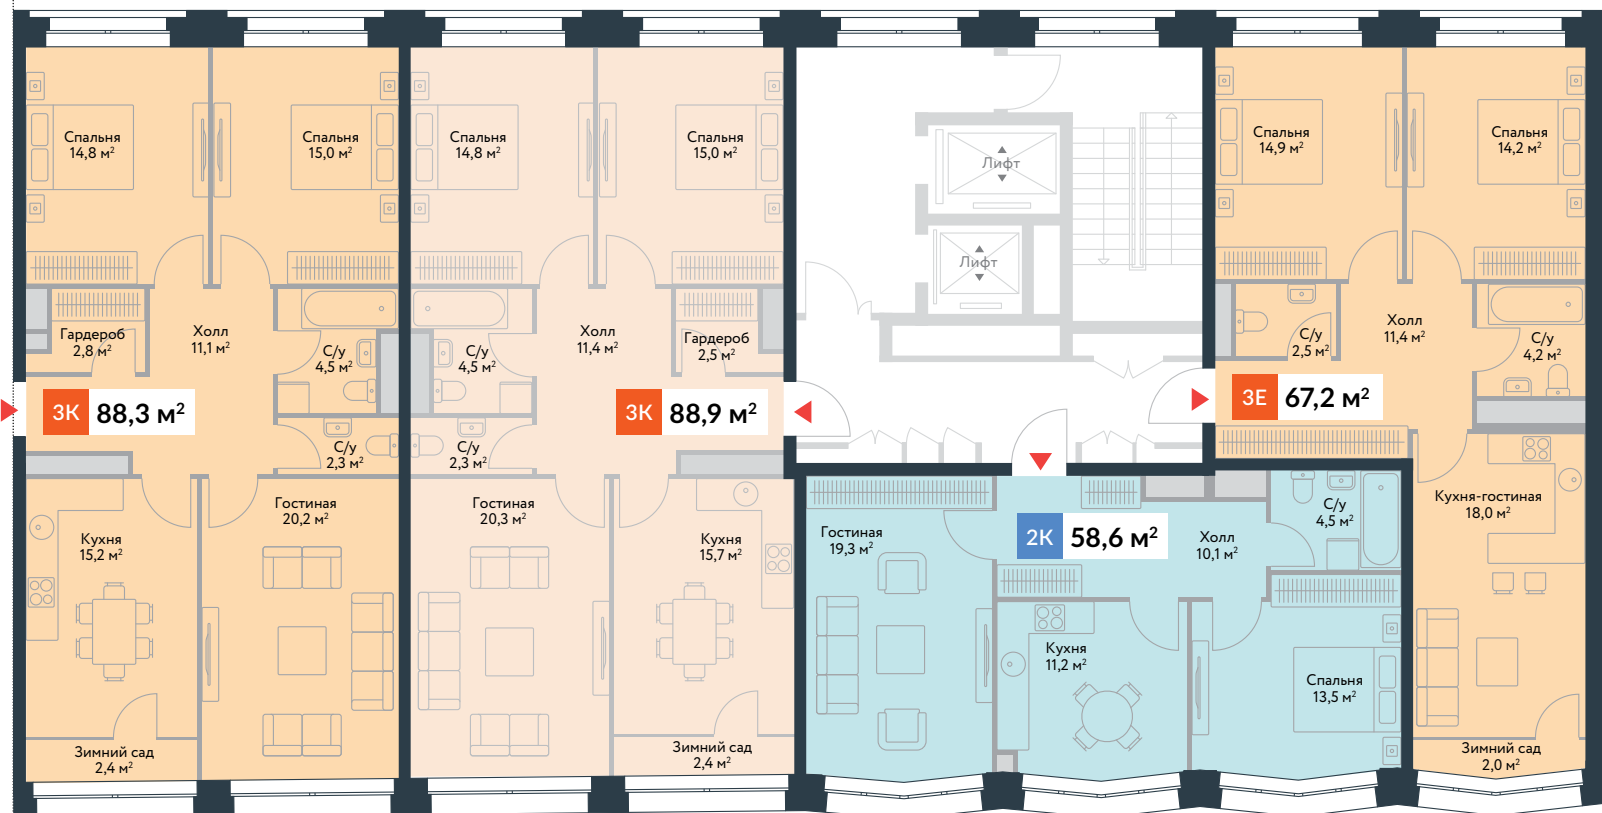 Спальня
14,8 м²
Спальня
15,0 м²
Гардероб
2,8 м²
Холл
11,1 м²
С/у
4,5 м²
3К 88,3 м²
С/у
2,3 м²
Кухня
15,2 м²
Гостиная
20,2 м²
Зимний сад
2,4 м²
Спальня
14,8 м²
Спальня
15,0 м²
С/у
4,5 м²
Холл
11,4 м²
Гардероб
2,5 м²
3К 88,9 м²
С/у
2,3 м²
Гостиная
20,3 м²
Кухня
15,7 м²
Зимний сад
2,4 м²
Лифт
Лифт
Гостиная
19,3 м²
2К 58,6 м²
Холл
10,1 м²
С/у
4,5 м²
Кухня
11,2 м²
Спальня
13,5 м²
Спальня
14,9 м²
Спальня
14,2 м²
С/у
2,5 м²
Холл
11,4 м²
С/у
4,2 м²
3Е 67,2 м²
Кухня-гостиная
18,0 м²
Зимний сад
2,0 м²